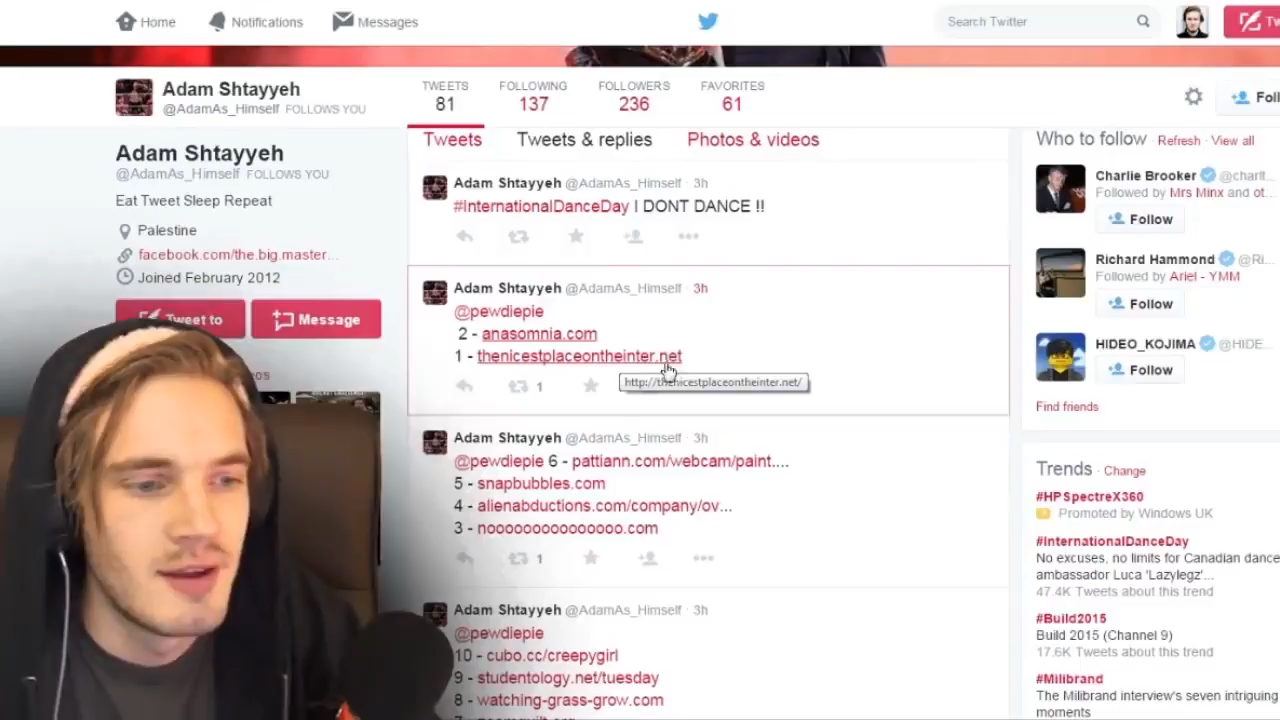 Home
Notifications
Messages
Search Twitter
Adam Shtayyeh
@AdamAs_Himself FOLLOWS YOU
TWEETS
81
FOLLOWING
137
FOLLOWERS
236
FAVORITES
61
Adam Shtayyeh
@AdamAs_Himself FOLLOWS YOU
Eat Tweet Sleep Repeat
Palestine
facebook.com/the.big.master...
Joined February 2012
Tweet to
Message
Tweets
Tweets & replies
Photos & videos
Adam Shtayyeh @AdamAs_Himself · 3h
#InternationalDanceDay I DONT DANCE !!
Adam Shtayyeh @AdamAs_Himself · 3h
@pewdiepie
2 - anasomnia.com
1 - thenicestplaceontheinter.net
1
http://thenicestplaceontheinter.net/
Adam Shtayyeh @AdamAs_Himself · 3h
@pewdiepie 6 - pattiann.com/webcam/paint....
5 - snapbubbles.com
4 - alienabductions.com/company/ov...
3 - nooooooooooooooo.com
1
Adam Shtayyeh @AdamAs_Himself · 3h
@pewdiepie
10 - cubo.cc/creepygirl
9 - studentology.net/tuesday
8 - watching-grass-grow.com
Who to follow · Refresh · View all
Charlie Brooker @charlt...
Followed by Mrs Minx and ot...
Follow
Richard Hammond @Ri...
Followed by Ariel - YMM
Follow
HIDEO_KOJIMA @HIDE...
Follow
Find friends
Trends · Change
#HPSpectreX360
Promoted by Windows UK
#InternationalDanceDay
No excuses, no limits for Canadian dance
ambassador Luca 'Lazylegz'...
47.4K Tweets about this trend
#Build2015
Build 2015 (Channel 9)
17.6K Tweets about this trend
#Milibrand
The Milibrand interview's seven intriguing
moments